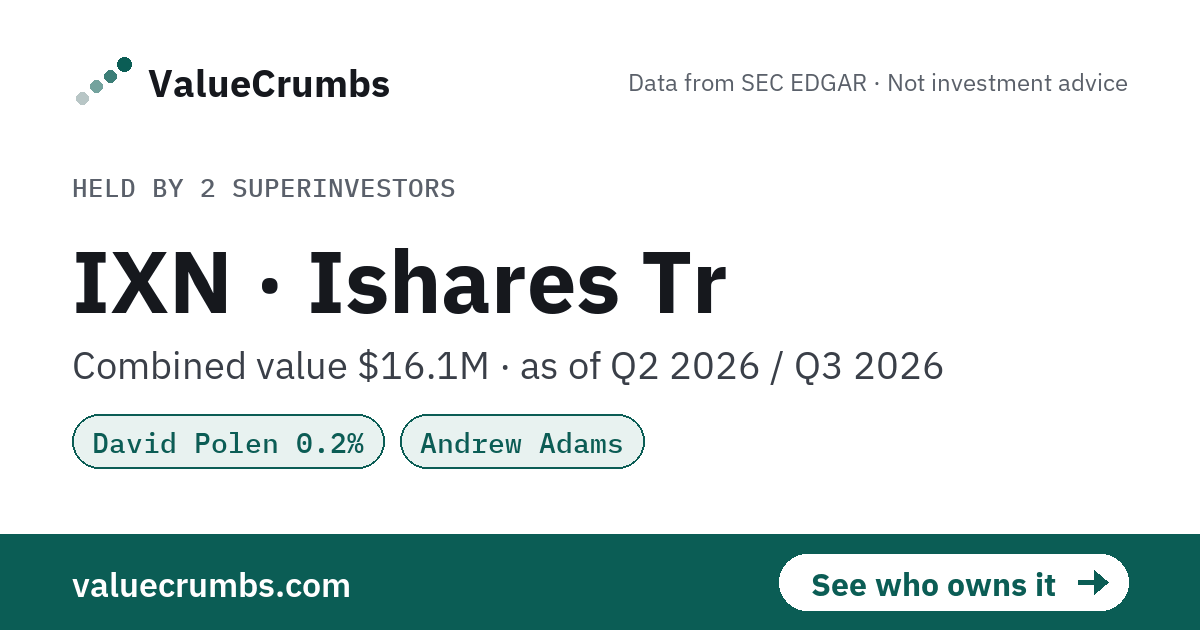 ValueCrumbs
Data from SEC EDGAR · Not investment advice
HELD BY 2 SUPERINVESTORS
IXN · Ishares Tr
Combined value $16.1M · as of Q2 2026 / Q3 2026
David Polen 0.2%
Andrew Adams
valuecrumbs.com
See who owns it →